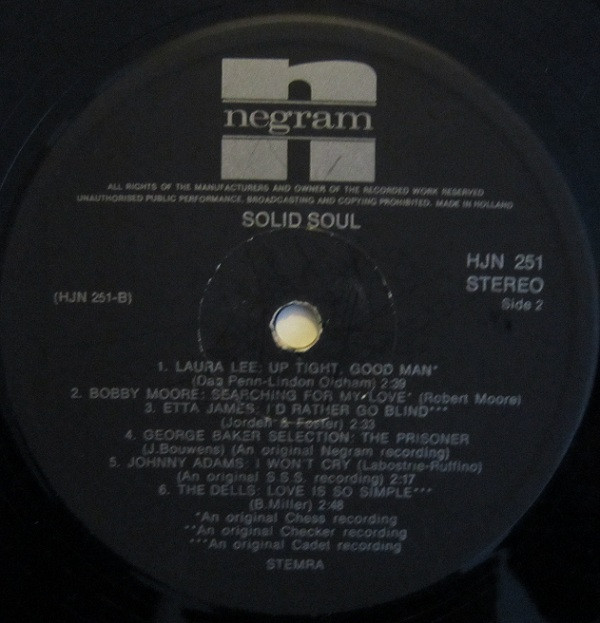 negram
ALL RIGHTS OF THE MANUFACTURERS AND OWNER OF THE RECORDED WORK RESERVED
UNAUTHORISED PUBLIC PERFORMANCE, BROADCASTING AND COPYING PROHIBITED. MADE IN HOLLAND
SOLID SOUL
HJN 251
STEREO
Side 2
(HJN 251-B)
1. LAURA LEE: UP TIGHT, GOOD MAN*
(Dan Penn-Lindon Oldham) 2:39
2. BOBBY MOORE: SEARCHING FOR MY LOVE* (Robert Moore)
3. ETTA JAMES: I'D RATHER GO BLIND***
(Jorden & Foster) 2:33
4. GEORGE BAKER SELECTION: THE PRISONER
(J.Bouwens) (An original Negram recording)
5. JOHNNY ADAMS: I WON'T CRY (Labostrie-Ruffino)
(An original S.S.S. recording) 2:17
6. THE DELLS: LOVE IS SO SIMPLE***
(B.Miller) 2:48
*An original Chess recording
**An original Checker recording
***An original Cadet recording
STEMRA